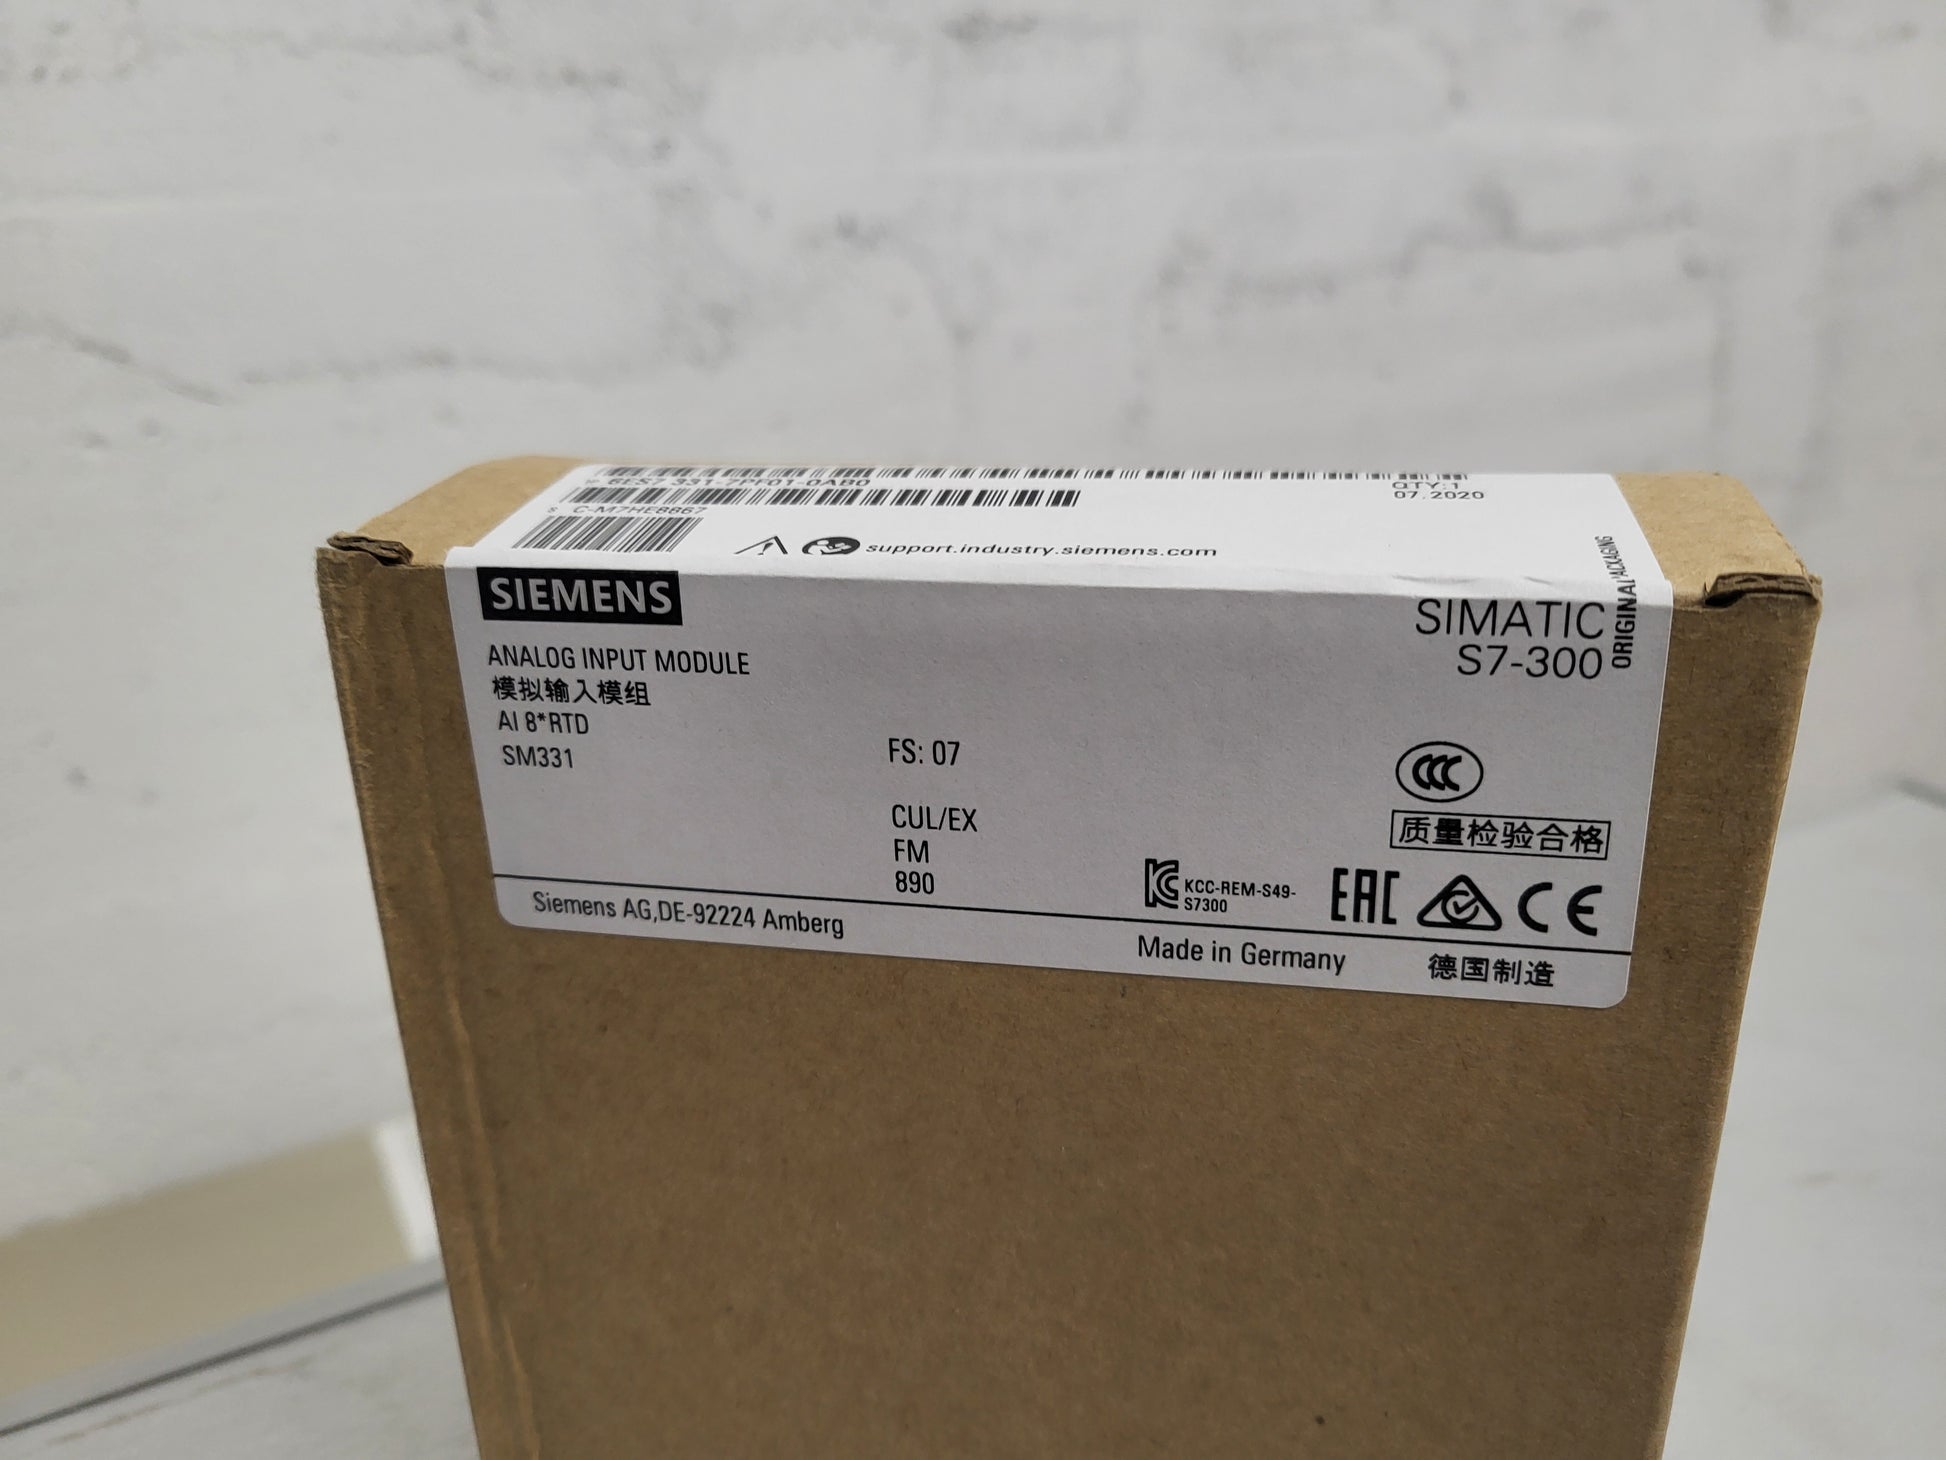 1P 6ES7 331-7PF01-0AB0
QTY:1
07.2020
S C-M7HE8867
support.industry.siemens.com
ORIGINAL PACKAGING
SIEMENS
SIMATIC
S7-300
ANALOG INPUT MODULE
模拟输入模组
AI 8*RTD
SM331
FS: 07
CCC
CUL/EX
FM
890
质量检验合格
KCC-REM-S49-
S7300
EAC
CE
Siemens AG,DE-92224 Amberg
Made in Germany
德国制造